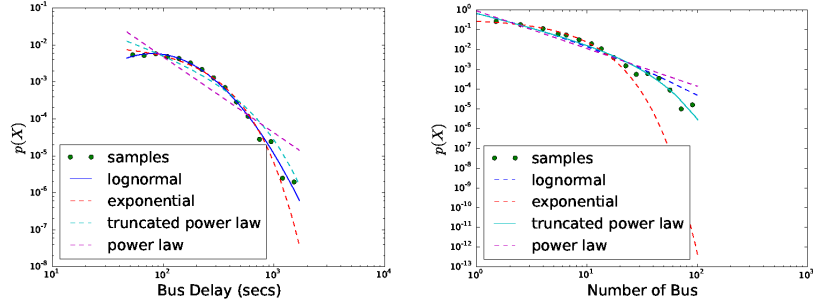 10^-1
10^-2
10^-3
10^-4
10^-5
10^-6
10^-7
10^-8
p(X)
samples
lognormal
exponential
truncated power law
power law
10^1
10^2
10^3
10^4
Bus Delay (secs)
10^1
10^0
10^-1
10^-2
10^-3
10^-4
10^-5
10^-6
10^-7
10^-8
10^-9
10^-10
10^-11
10^-12
10^-13
p(X)
samples
lognormal
exponential
truncated power law
power law
10^0
10^1
10^2
10^3
Number of Bus